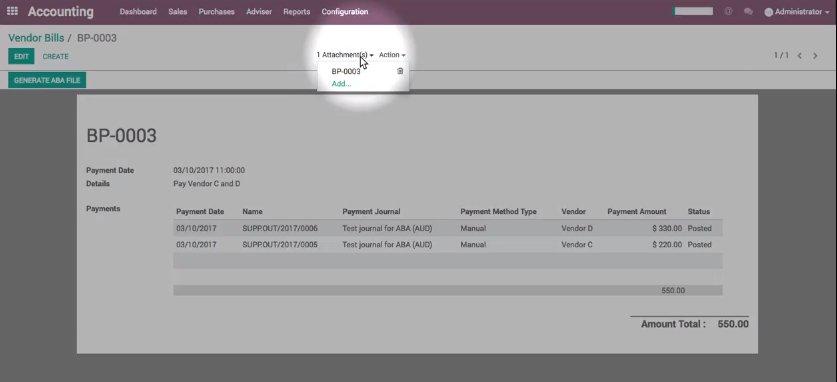 Accounting Dashboard Sales Purchases Adviser Reports Configuration Administrator
Vendor Bills / BP-0003
EDIT CREATE 1 Attachment(s) Action 1 / 1
BP-0003
Add...
GENERATE ABA FILE
BP-0003
Payment Date 03/10/2017 11:00:00
Details Pay Vendor C and D
Payments
Payment Date Name Payment Journal Payment Method Type Vendor Payment Amount Status
03/10/2017 SUPP.OUT/2017/0006 Test journal for ABA (AUD) Manual Vendor D $ 330.00 Posted
03/10/2017 SUPP.OUT/2017/0005 Test journal for ABA (AUD) Manual Vendor C $ 220.00 Posted
550.00
Amount Total : 550.00